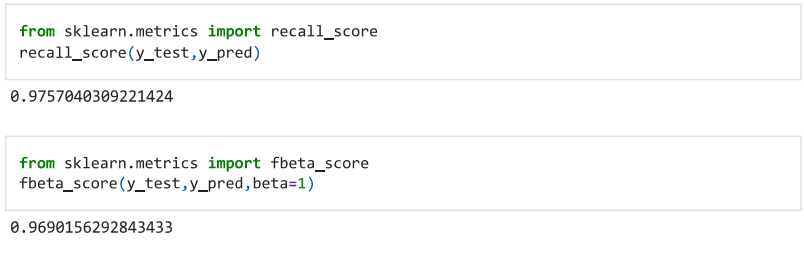 from sklearn.metrics import recall_score
recall_score(y_test,y_pred)
0.9757040309221424
from sklearn.metrics import fbeta_score
fbeta_score(y_test,y_pred,beta=1)
0.9690156292843433